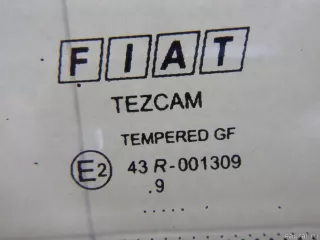 FIAT
TEZCAM
TEMPERED GF
E2 43 R-001309
.9